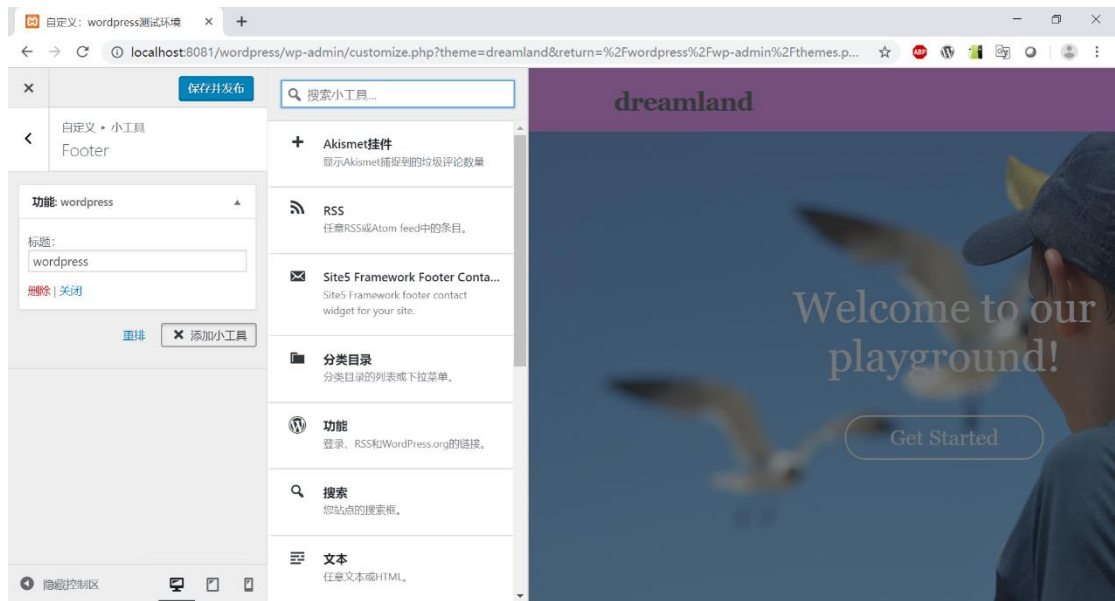 自定义：wordpress测试环境
localhost:8081/wordpress/wp-admin/customize.php?theme=dreamland&return=%2Fwordpress%2Fwp-admin%2Fthemes.p...
ABP
保存并发布
自定义 ▸ 小工具
Footer
功能: wordpress
标题：
wordpress
删除 | 关闭
重排
添加小工具
隐藏控制区
搜索小工具...
Akismet挂件
显示Akismet捕捉到的垃圾评论数量
RSS
任意RSS或Atom feed中的条目。
Site5 Framework Footer Conta...
Site5 Framework footer contact
widget for your site.
分类目录
分类目录的列表或下拉菜单。
功能
登录、RSS和WordPress.org的链接。
搜索
您站点的搜索框。
文本
任意文本或HTML。
dreamland
Welcome to our
playground!
Get Started